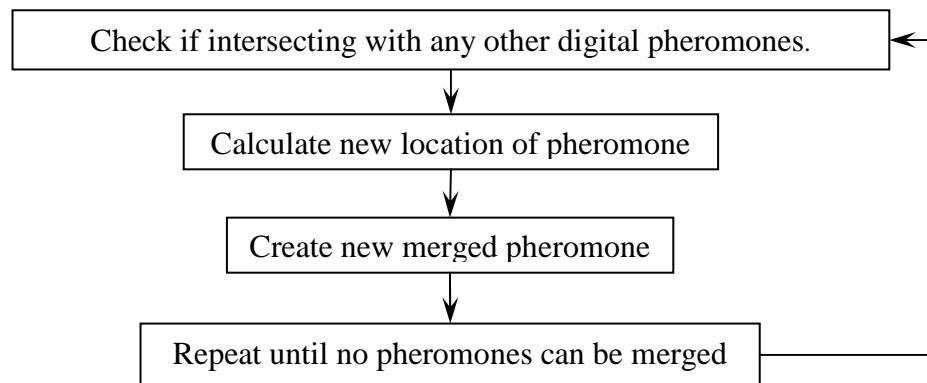 Check if intersecting with any other digital pheromones.
Calculate new location of pheromone
Create new merged pheromone
Repeat until no pheromones can be merged